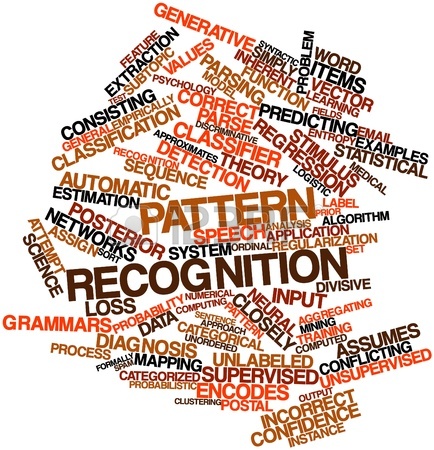 GENERATIVE
FEATURE
EXTRACTION
SUBTOPIC
VALUES
TEST
PSYCHOLOGY
SYNTACTIC
SIMPLY
INHERENT
PROBLEM
WORD
ITEMS
PARSING
MODEL
FUNCTION
LEARNING
VECTOR
FIELDS
CONSISTING
GENERAL
EMPIRICALLY
CLASSIFICATION
CORRECT
PARSE
DISCRIMINATIVE
CLASSIFIER
APPROXIMATES
PREDICTING
REGRESSION
ENTROPY
EMAIL
EXAMPLES
STATISTICAL
STIMULUS
LOGISTIC
MEDICAL
RECOGNITION
DETECTION
THEORY
SEQUENCE
AUTOMATIC
ESTIMATION
PATTERN
LABEL
PRIOR
ALGORITHM
POSTERIOR
NETWORKS
ASSIGN
SORT
ATTEMPT
SCIENCE
SPEECH
ANALYSIS
APPLICATION
SYSTEM
ORDINAL
REGULARIZATION
SET
RECOGNITION
DIVISIVE
LOSS
INPUT
NEURAL
CLOSELY
GRAMMARS
PROBABILITY
DATA
NUMERICAL
COMPUTING
PATTERN
SENTENCE
APPROACH
UNORDERED
CATEGORICAL
AGGREGATING
MINING
TRAINING
COMPUTED
PROCESS
DIAGNOSIS
FORMALLY
SPAM
MAPPING
UNLABELED
ASSUMES
CONFLICTING
UNSUPERVISED
CATEGORIZED
PROBABILISTIC
SUPERVISED
ENCODES
CLUSTERING
POSTAL
OUTPUT
INCORRECT
CONFIDENCE
INSTANCE